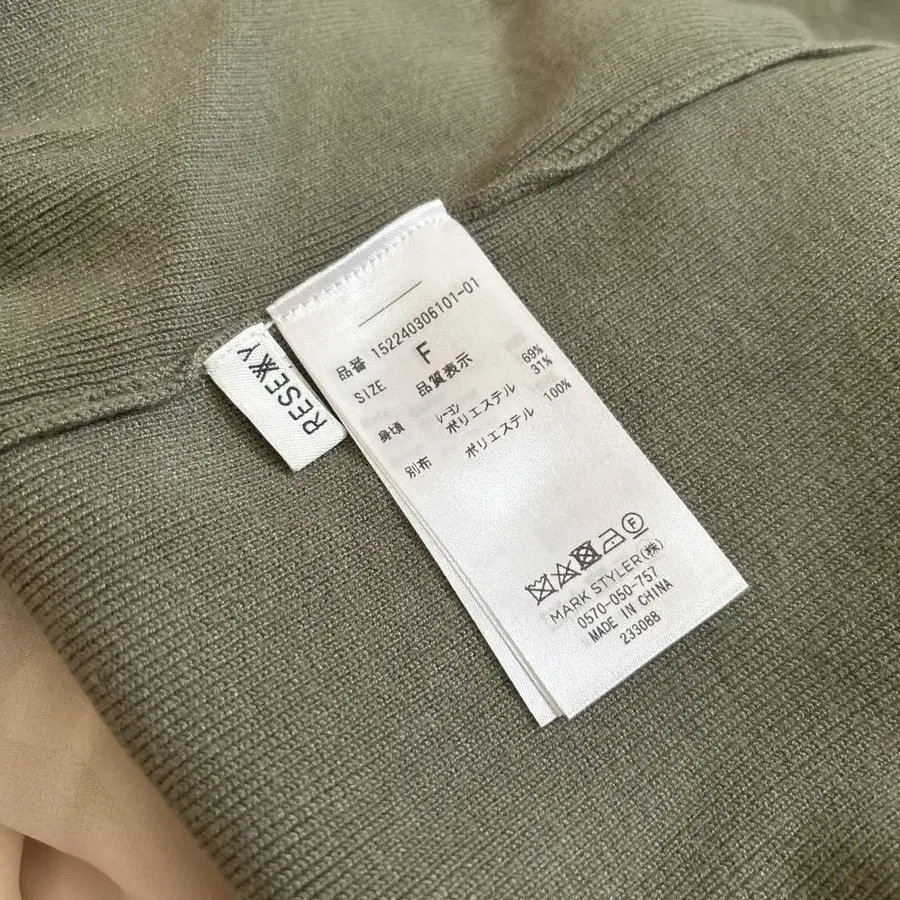 RESEXXY
品番 152240306101-01
SIZE F
品質表示
身頃 レーヨン 69%
ポリエステル 31%
別布 ポリエステル 100%
F
MARK STYLER(株)
0570-050-757
MADE IN CHINA
233088